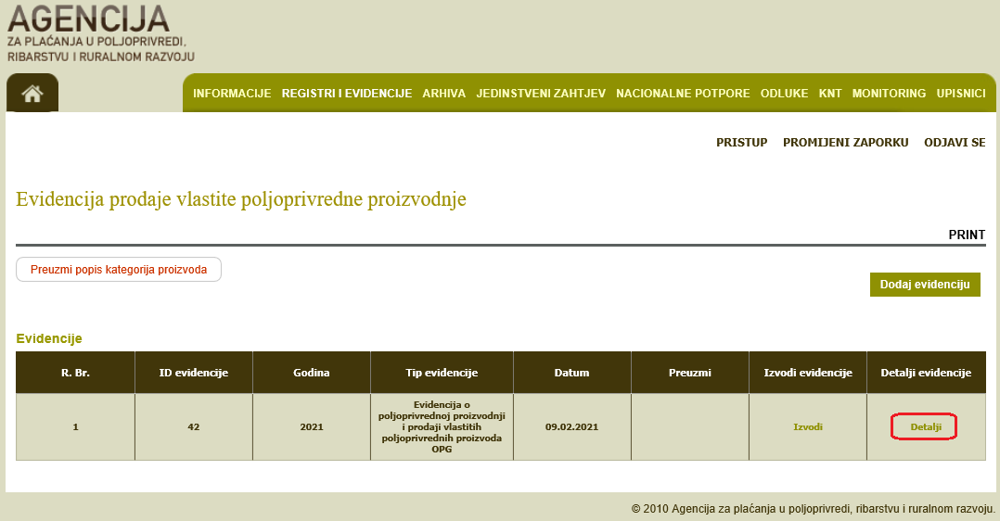 AGENCIJA
ZA PLAĆANJA U POLJOPRIVREDI,
RIBARSTVU I RURALNOM RAZVOJU
INFORMACIJE REGISTRI I EVIDENCIJE ARHIVA JEDINSTVENI ZAHTJEV NACIONALNE POTPORE ODLUKE KNT MONITORING UPISNICI
PRISTUP PROMIJENI ZAPORKU ODJAVI SE
Evidencija prodaje vlastite poljoprivredne proizvodnje
PRINT
Preuzmi popis kategorija proizvoda
Dodaj evidenciju
Evidencije
R. Br. ID evidencije Godina Tip evidencije Datum Preuzmi Izvodi evidencije Detalji evidencije
Evidencija o
poljoprivrednoj proizvodnji
1 42 2021 i prodaji vlastitih 09.02.2021 Izvodi Detalji
poljoprivrednih proizvoda
OPG
© 2010 Agencija za plaćanja u poljoprivredi, ribarstvu i ruralnom razvoju.